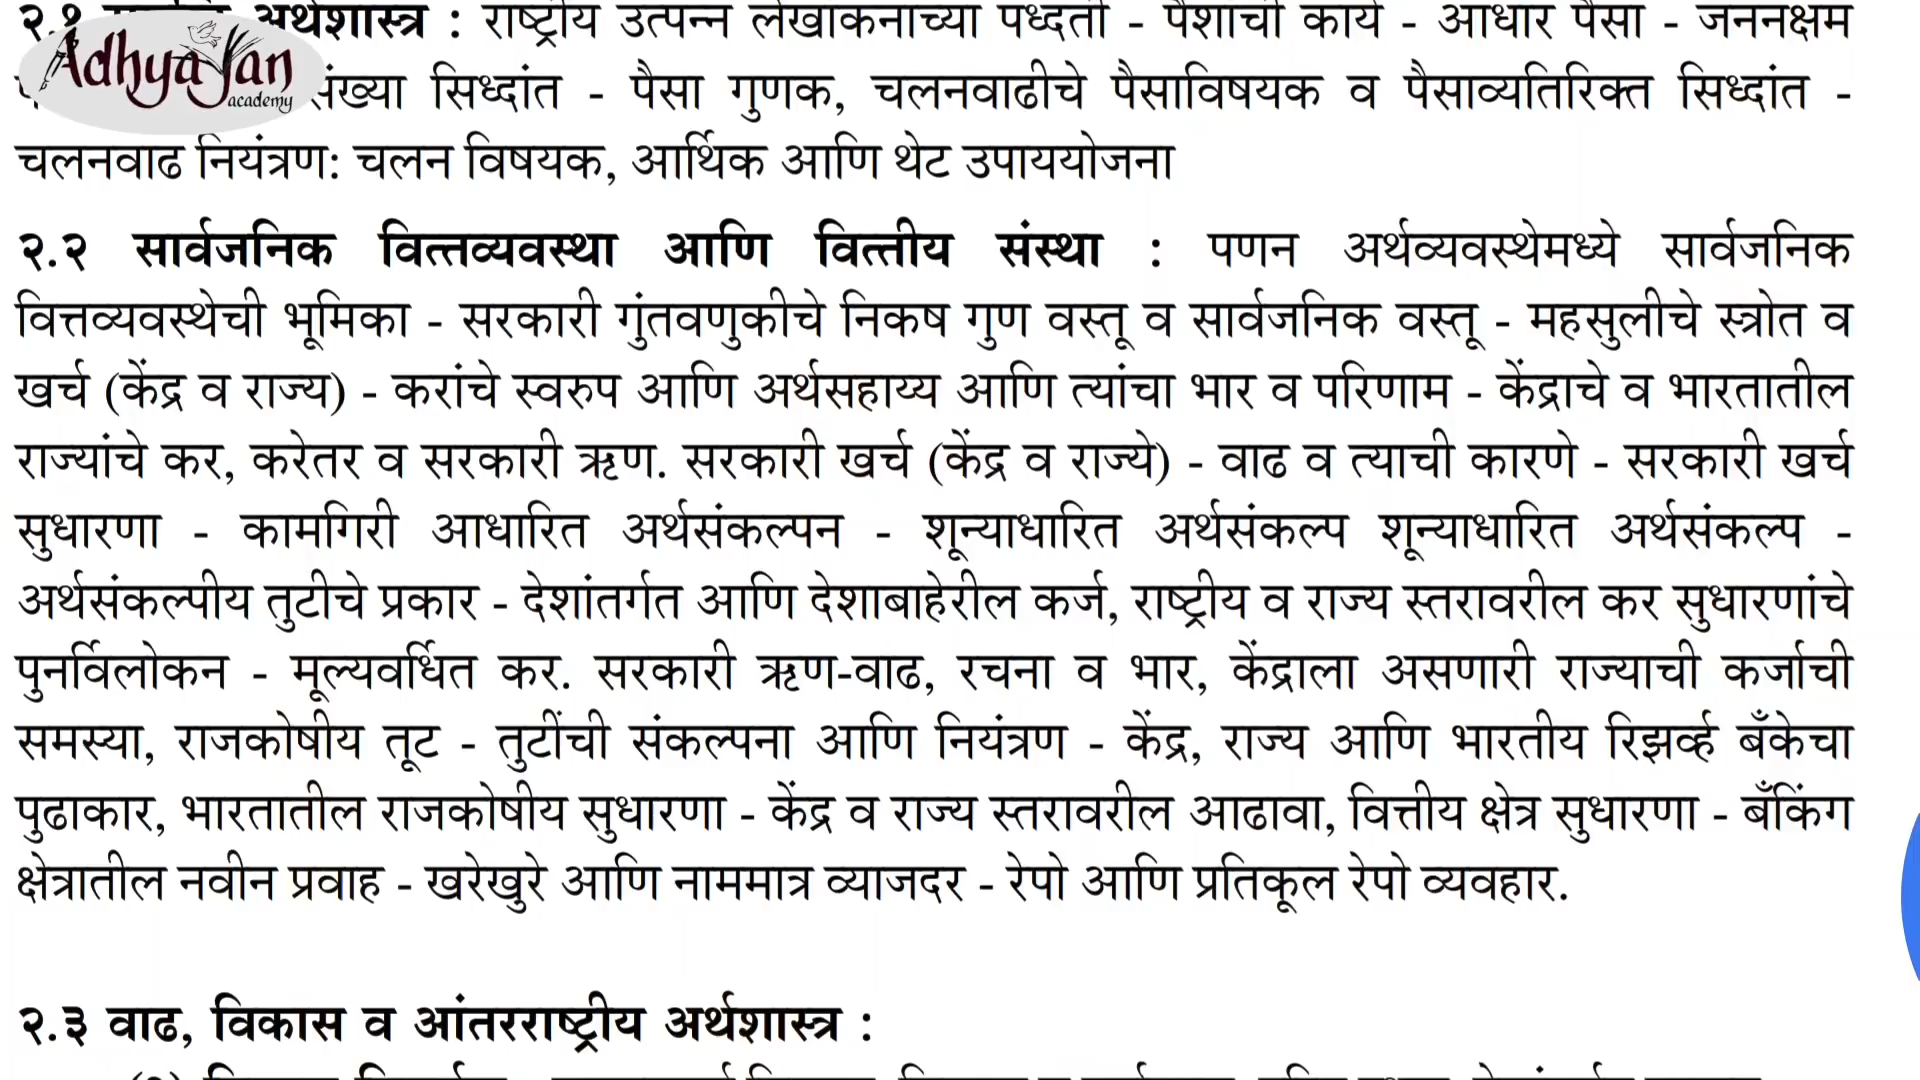 २.१ अर्थशास्त्र : राष्ट्रीय उत्पन्न लेखांकनाच्या पध्दती - पैशाची कार्य - आधार पैसा - जननक्षम
Adhyayan academy
संख्या सिध्दांत - पैसा गुणक, चलनवाढीचे पैसाविषयक व पैसाव्यतिरिक्त सिध्दांत -
चलनवाढ नियंत्रण: चलन विषयक, आर्थिक आणि थेट उपाययोजना
२.२ सार्वजनिक वित्तव्यवस्था आणि वित्तीय संस्था : पणन अर्थव्यवस्थेमध्ये सार्वजनिक
वित्तव्यवस्थेची भूमिका - सरकारी गुंतवणुकीचे निकष गुण वस्तू व सार्वजनिक वस्तू - महसुलीचे स्त्रोत व
खर्च (केंद्र व राज्य) - करांचे स्वरुप आणि अर्थसहाय्य आणि त्यांचा भार व परिणाम - केंद्राचे व भारतातील
राज्यांचे कर, करेतर व सरकारी ऋण. सरकारी खर्च (केंद्र व राज्ये) - वाढ व त्याची कारणे - सरकारी खर्च
सुधारणा - कामगिरी आधारित अर्थसंकल्पन - शून्याधारित अर्थसंकल्प शून्याधारित अर्थसंकल्प -
अर्थसंकल्पीय तुटीचे प्रकार - देशांतर्गत आणि देशाबाहेरील कर्ज, राष्ट्रीय व राज्य स्तरावरील कर सुधारणांचे
पुनर्विलोकन - मूल्यवर्धित कर. सरकारी ऋण-वाढ, रचना व भार, केंद्राला असणारी राज्याची कर्जाची
समस्या, राजकोषीय तूट - तुटींची संकल्पना आणि नियंत्रण - केंद्र, राज्य आणि भारतीय रिझर्व्ह बँकेचा
पुढाकार, भारतातील राजकोषीय सुधारणा - केंद्र व राज्य स्तरावरील आढावा, वित्तीय क्षेत्र सुधारणा - बँकिंग
क्षेत्रातील नवीन प्रवाह - खरेखुरे आणि नाममात्र व्याजदर - रेपो आणि प्रतिकूल रेपो व्यवहार.
२.३ वाढ, विकास व आंतरराष्ट्रीय अर्थशास्त्र :